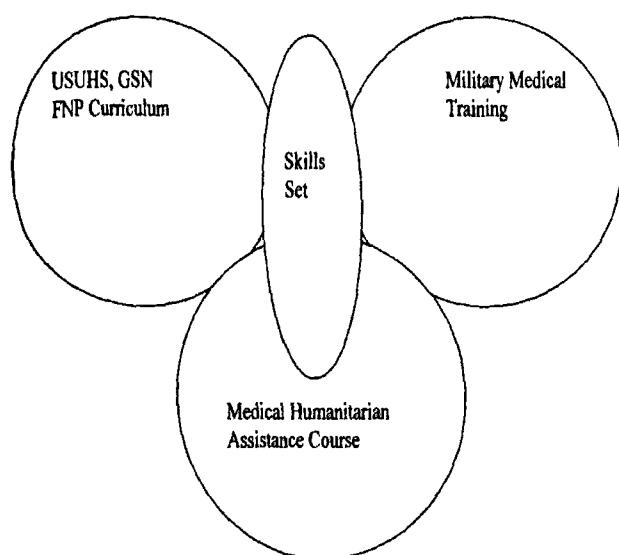 USUHS, GSN
FNP Curriculum
Military Medical
Training
Skills
Set
Medical Humanitarian
Assistance Course